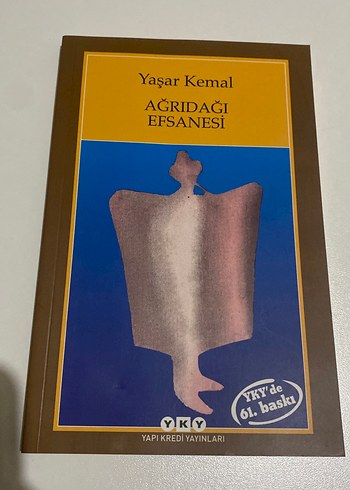 Yaşar Kemal
AĞRIDAĞI
EFSANESİ
YKY'de
61. baskı
YKY
YAPI KREDİ YAYINLARI